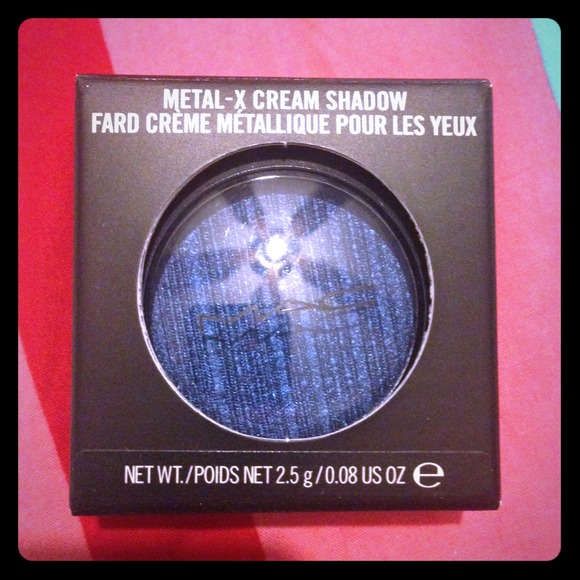 METAL-X CREAM SHADOW
FARD CRÈME MÉTALLIQUE POUR LES YEUX
MAC
NET WT./POIDS NET 2.5 g/0.08 US OZ ℮